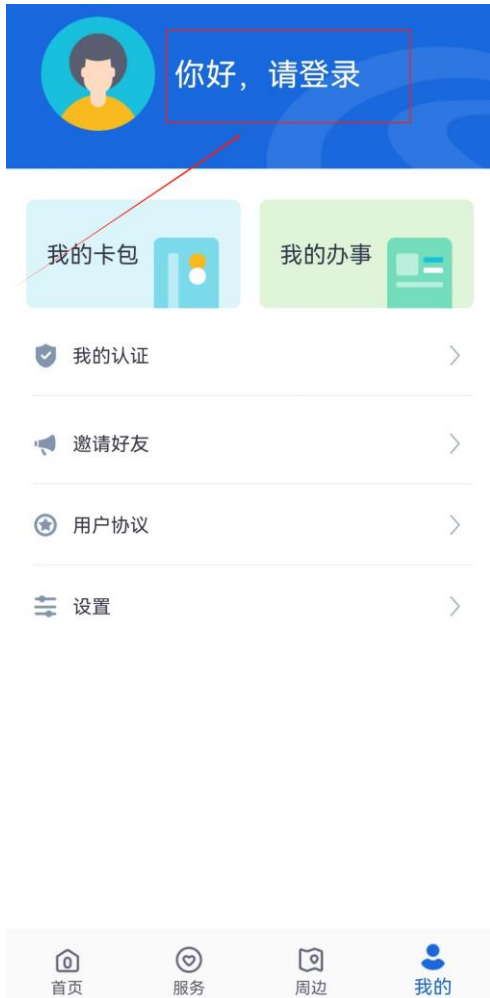 你好，请登录
我的卡包
我的办事
我的认证
邀请好友
用户协议
设置
首页
服务
周边
我的